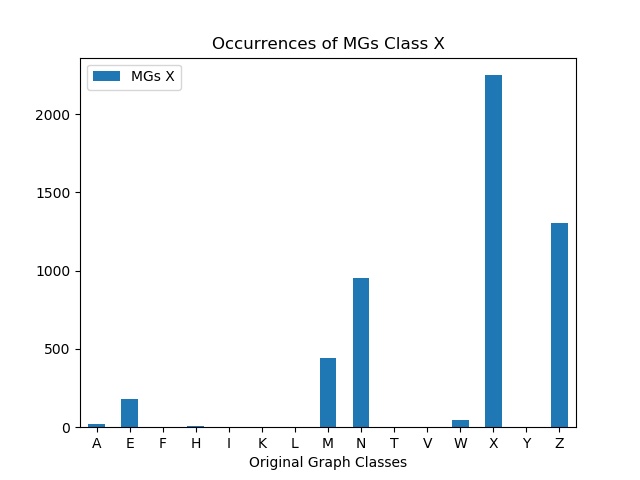 Occurrences of MGs Class X
MGs X
2000
1500
1000
500
0
A E F H I K L M N T V W X Y Z
Original Graph Classes